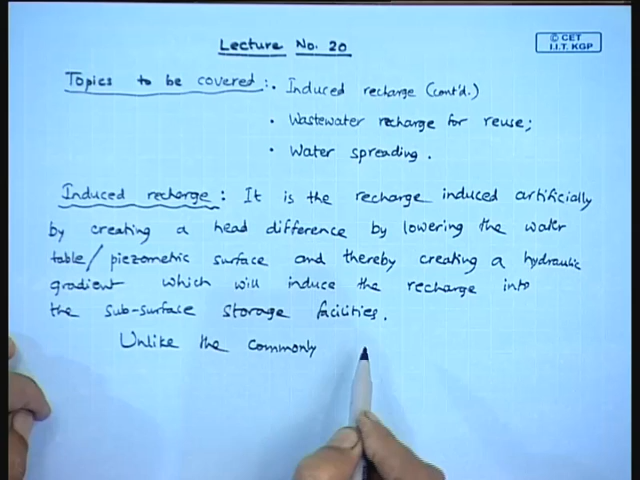 Lecture No. 20
© CET
I.I.T. KGP
Topics to be covered : • Induced recharge (cont'd.)
• Wastewater recharge for reuse;
• Water spreading.
Induced recharge : It is the recharge induced artificially
by creating a head difference by lowering the water
table/piezometric surface and thereby creating a hydraulic
gradient which will induce the recharge into
the sub-surface storage facilities.
Unlike the commonly